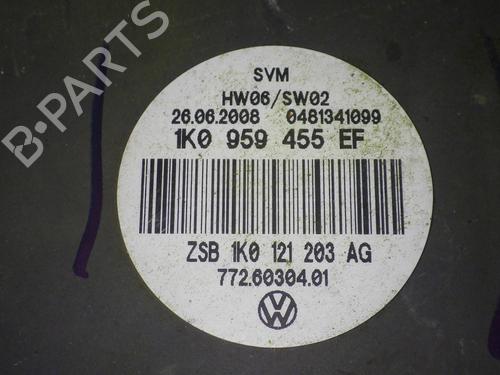 B-PARTS
SVM
HW06/SW02
26.06.2008 0481341099
1K0 959 455 EF
ZSB 1K0 121 203 AG
772.60304.01